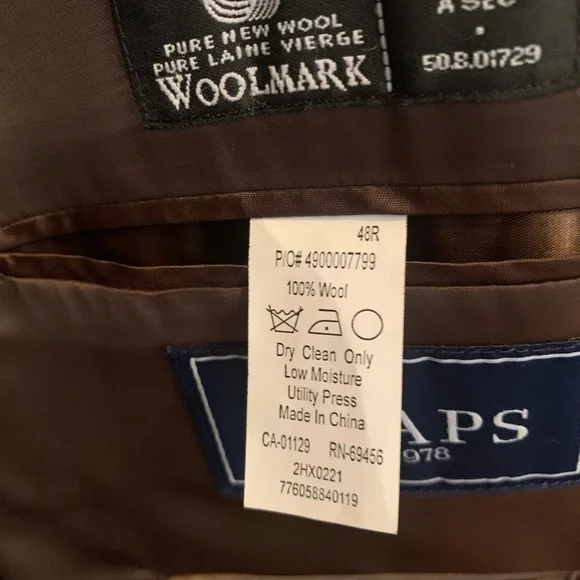 PURE NEW WOOL
PURE LAINE VIERGE
WOOLMARK
A SEC
50.B.01729
48R
P/O# 4900007799
100% Wool
Dry Clean Only
Low Moisture
Utility Press
Made In China
CA-01129 RN-69456
2HX0221
776058840119
APS
978